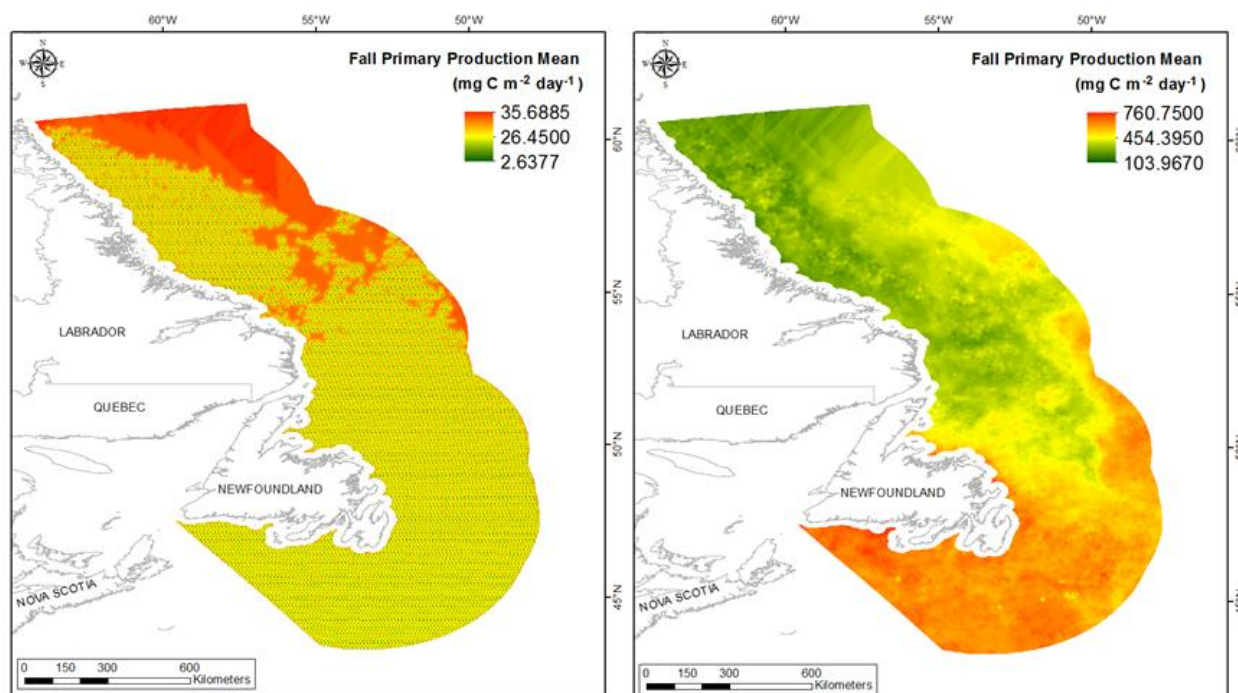 60°W 55°W 50°W
N
W E
S
Fall Primary Production Mean
(mg C m-2 day-1 )
35.6885
26.4500
2.6377
60°N
55°N
50°N
45°N
LABRADOR
QUEBEC
NEWFOUNDLAND
NOVA SCOTIA
0 150 300 600
Kilometers
60°W 55°W 50°W
N
W E
S
Fall Primary Production Mean
(mg C m-2 day-1 )
760.7500
454.3950
103.9670
LABRADOR
QUEBEC
NEWFOUNDLAND
NOVA SCOTIA
0 150 300 600
Kilometers